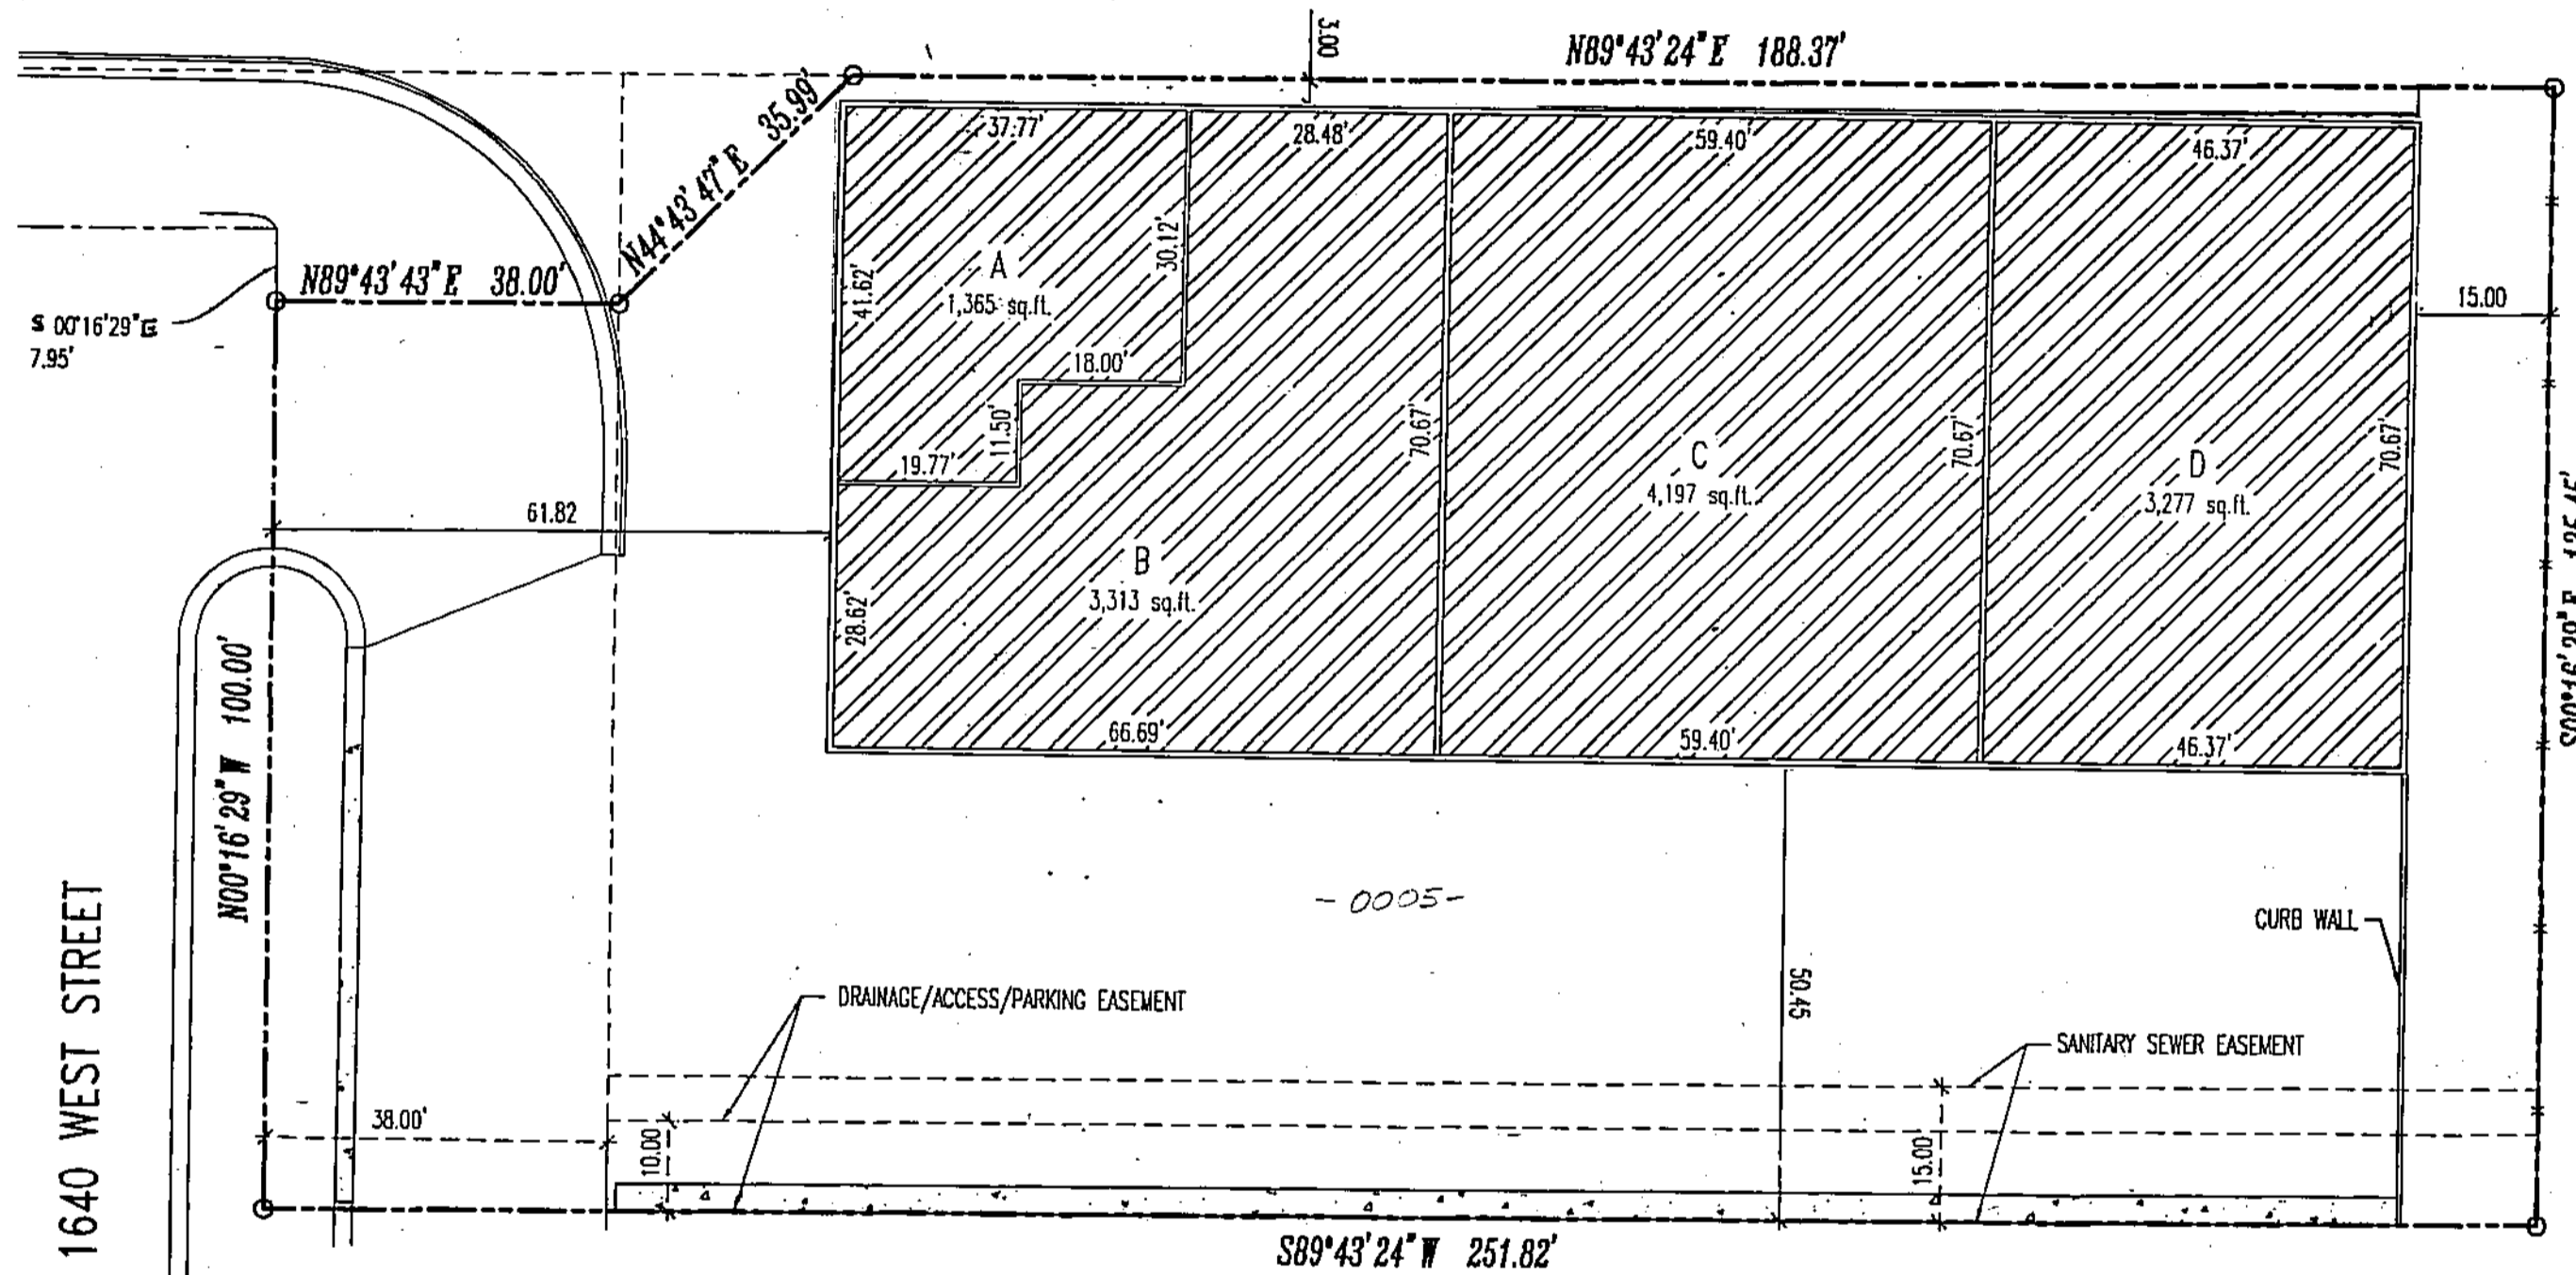 3.00
N89°43'24"E 188.37'
N44°43'47"E 35.99'
37.77'
28.48'
59.40'
46.37'
N89°43'43"E 38.00'
S 00°16'29"E
7.95'
41.62'
A
1,365 sq.ft.
30.12'
15.00
18.00'
11.50'
19.77'
70.67'
C
4,197 sq.ft.
70.67'
D
3,277 sq.ft.
70.67'
61.82
B
3,313 sq.ft.
28.62'
66.69'
59.40'
46.37'
N00°16'29"W 100.00'
1640 WEST STREET
-0005-
CURB WALL
DRAINAGE/ACCESS/PARKING EASEMENT
50.45
SANITARY SEWER EASEMENT
38.00'
10.00
15.00
S89°43'24"W 251.82'